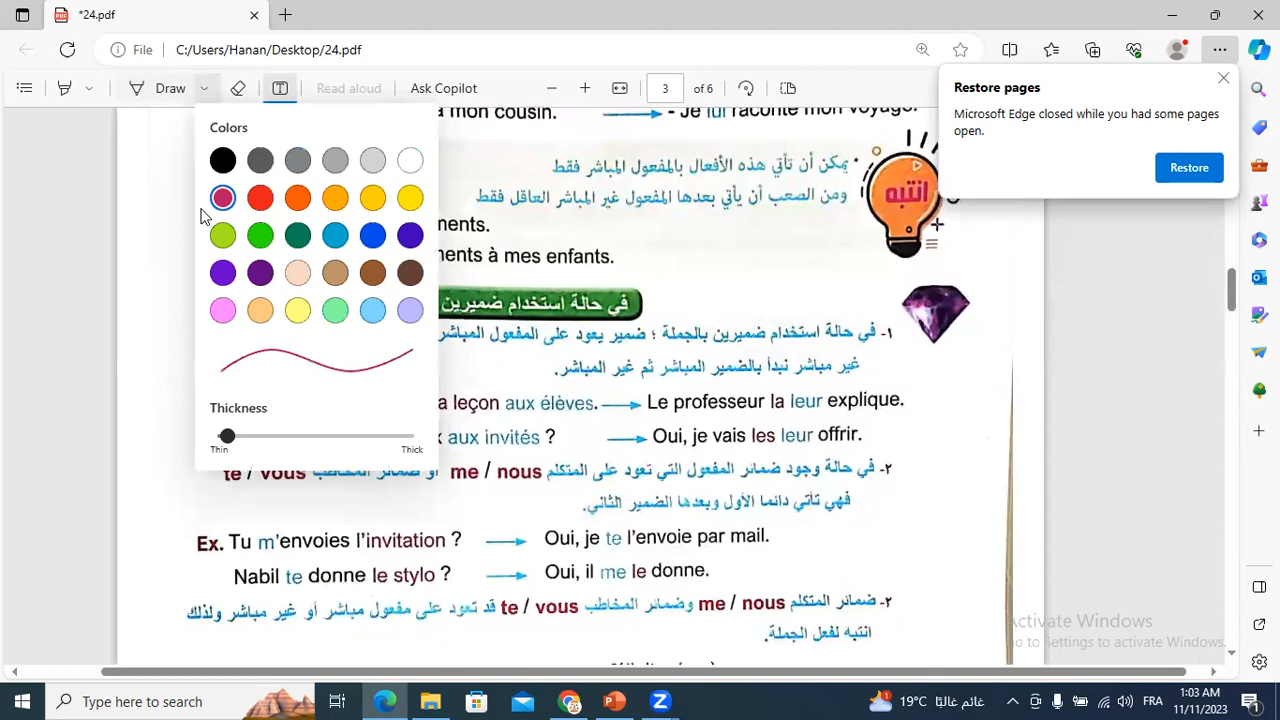 *24.pdf
File
C:/Users/Hanan/Desktop/24.pdf
Draw
Read aloud
Ask Copilot
3
of 6
Restore pages
Microsoft Edge closed while you had some pages
open.
Restore
Colors
Thickness
Thin
Thick
mon cousin.
- Je lui raconte mon voyage.
يمكن أن تأتي هذه الأفعال بالمفعول المباشر فقط
ومن الصعب أن يأتي بعدها المفعول غير المباشر العاقل فقط
انتبه
ments.
ments à mes enfants.
في حالة استخدام ضميرين
١- في حالة استخدام ضميرين بالجملة ؛ ضمير يعود على المفعول المباشر
غير مباشر نبدأ بالضمير المباشر ثم غير المباشر.
a leçon aux élèves.
Le professeur la leur explique.
x aux invités ?
Oui, je vais les leur offrir.
٢- في حالة وجود ضمائر المفعول التي تعود على المتكلم me / nous أو ضمائر المخاطب te / vous
فهي تأتي دائما الأول وبعدها الضمير الثاني.
Ex. Tu m'envoies l'invitation ?
Oui, je te l'envoie par mail.
Nabil te donne le stylo ?
Oui, il me le donne.
٢- ضمائر المتكلم me / nous وضمائر المخاطب te / vous قد تعود على مفعول مباشر أو غير مباشر ولذلك
انتبه لفعل الجملة.
Activate Windows
Go to Settings to activate Windows.
Type here to search
19°C
غائم غالبًا
FRA
1:03 AM
11/11/2023
1
1